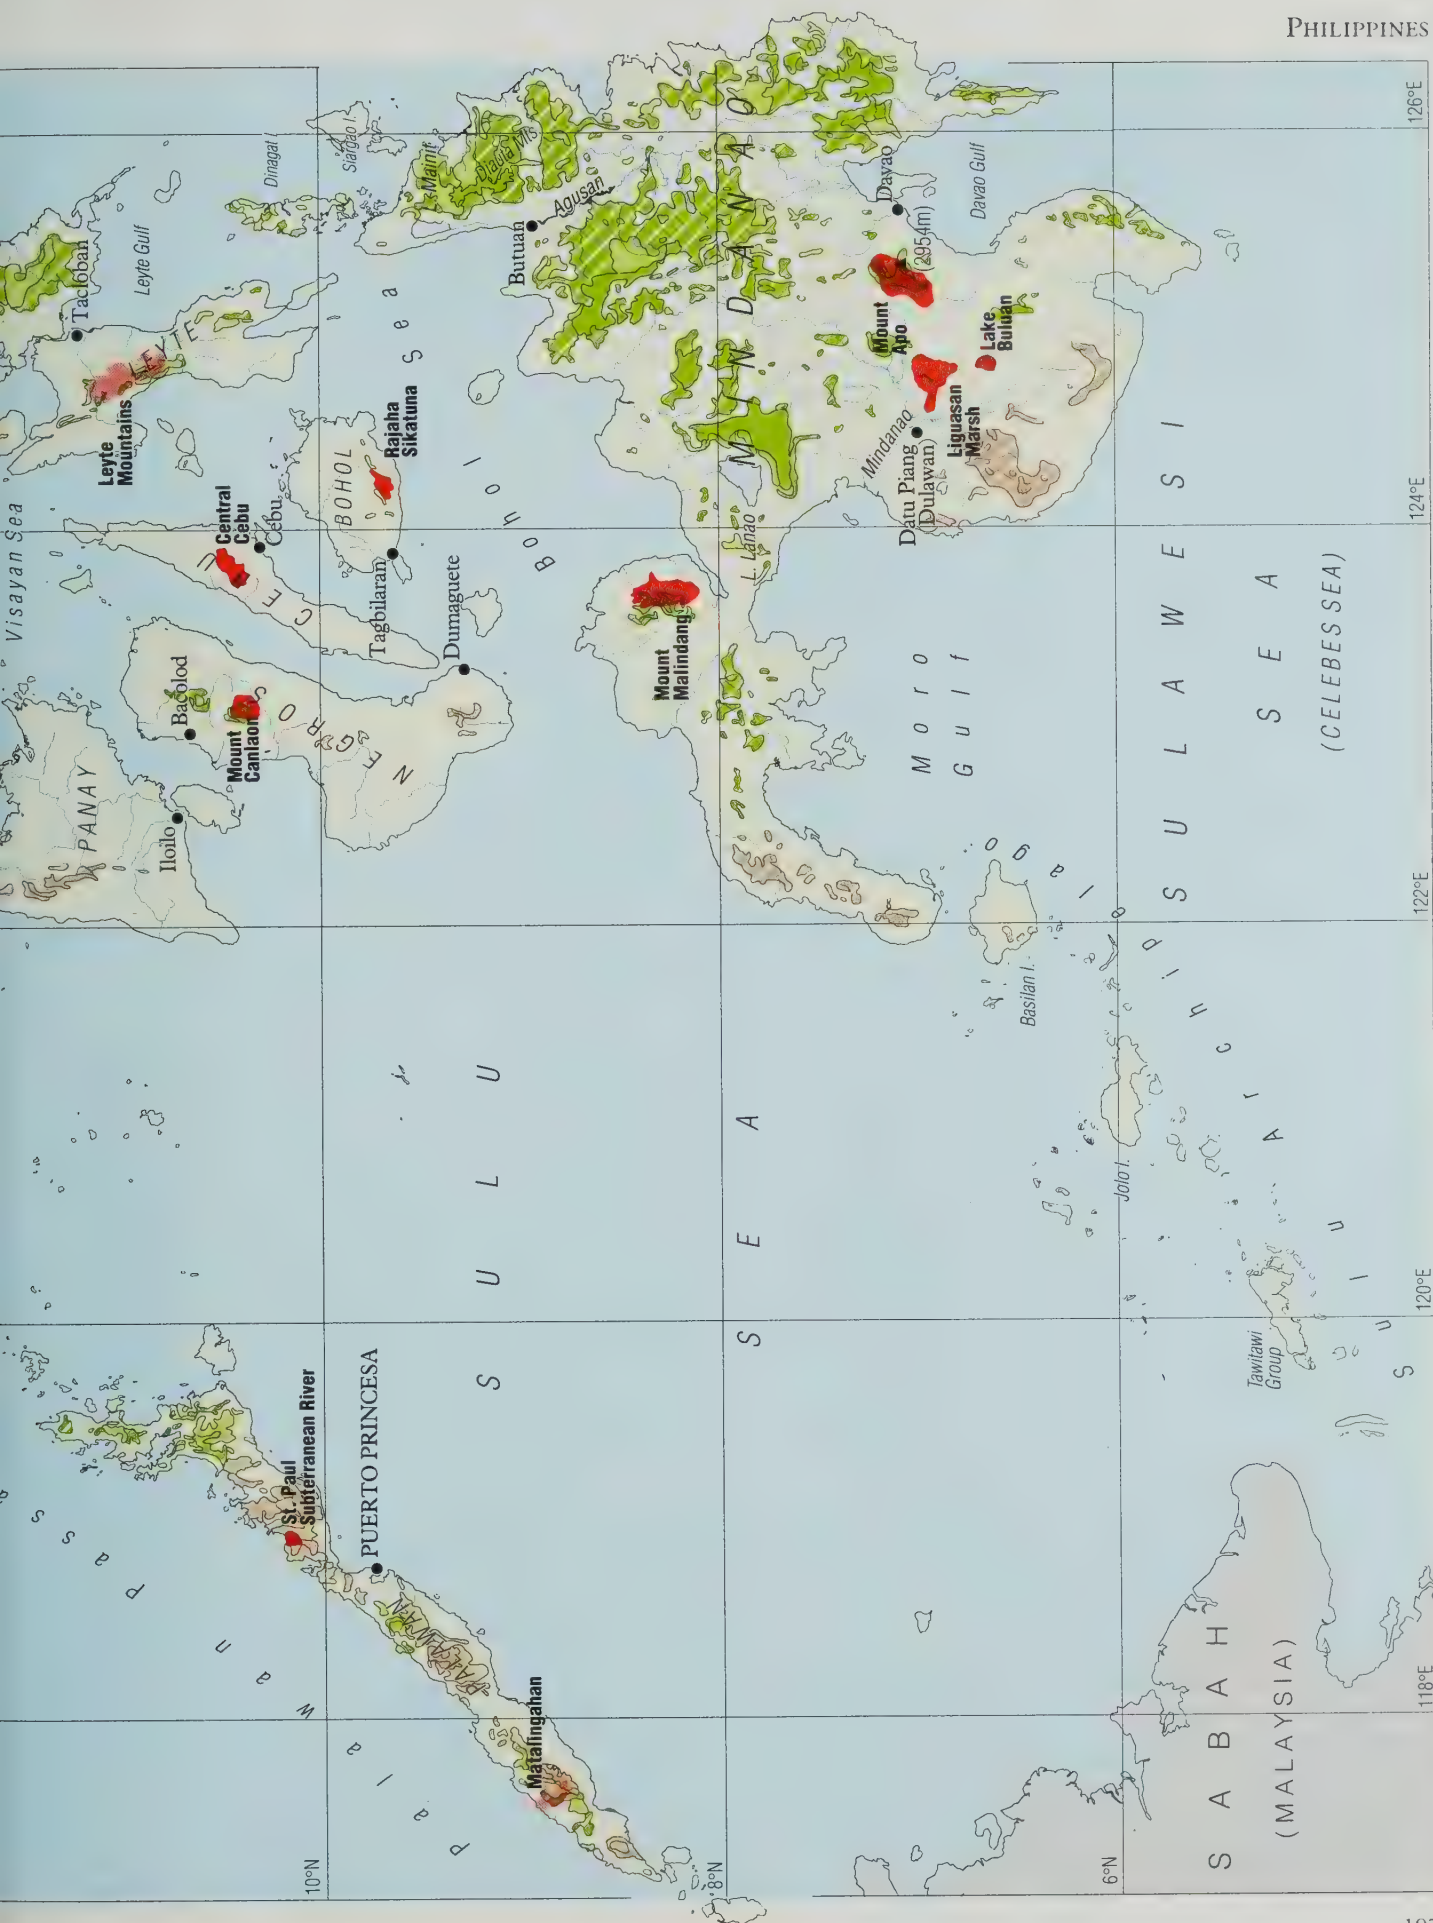 PHILIPPINES
Visayan Sea
Tacloban
Leyte Gulf
LEYTE
Leyte
Mountains
Dinagat
Siargao I.
L. Mainit
Diuata Mts
Butuan
Agusan
Bohol Sea
Rajaha
Sikatuna
BOHOL
Tagbilaran
Central
Cebu
Cebu
CEBU
Bacolod
Mount
Canlaon
NEGROS
Dumaguete
PANAY
Iloilo
MINDANAO
Davao
(2954m)
Davao Gulf
Mount
Apo
Lake
Buluan
Liguasan
Marsh
Mindanao
Datu Piang
(Dulawan)
L. Lanao
Mount
Malindang
Moro
Gulf
SULAWESI
SEA
(CELEBES SEA)
Basilan I.
Jolo I.
Tawitawi
Group
Sulu Archipelago
SULU
SEA
St. Paul
Subterranean River
PUERTO PRINCESA
PALAWAN
Matalingahan
Palawan Pass
SABAH
(MALAYSIA)
10°N
8°N
6°N
118°E
120°E
122°E
124°E
126°E